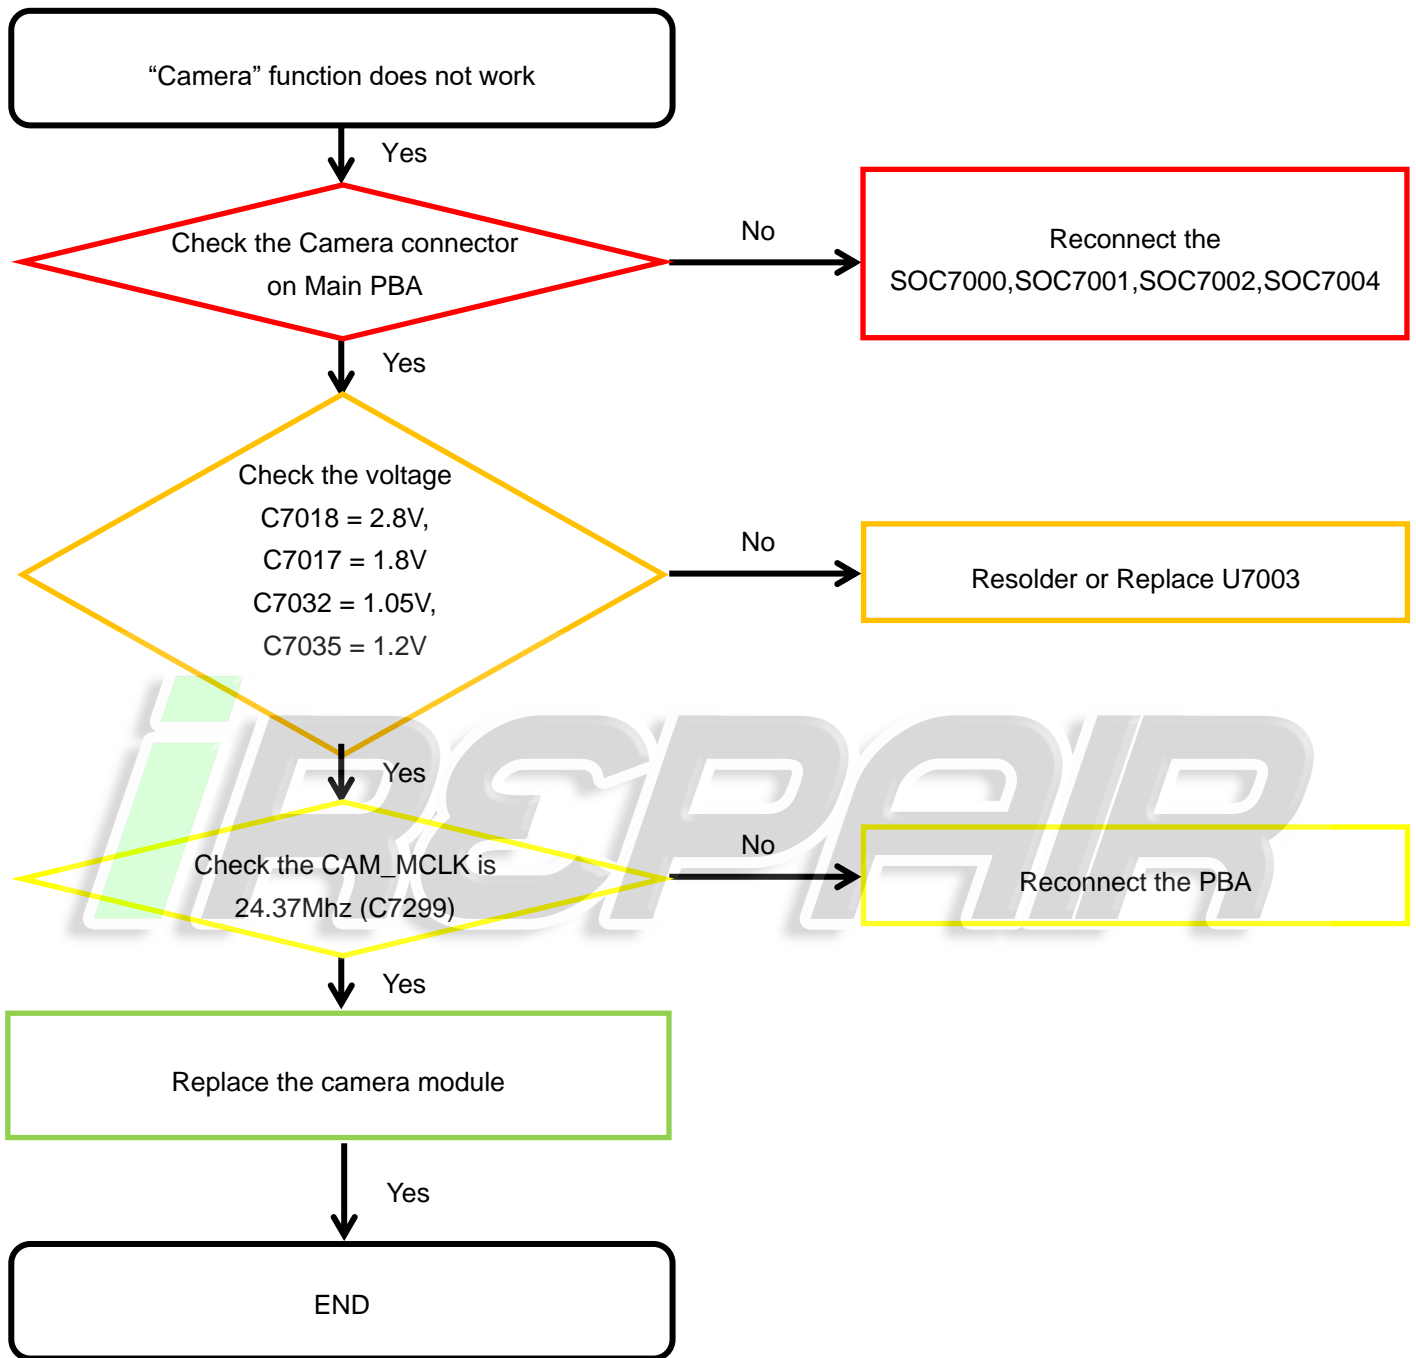 “Camera” function does not work
Yes
Check the Camera connector
on Main PBA
No
Reconnect the
SOC7000,SOC7001,SOC7002,SOC7004
Yes
Check the voltage
C7018 = 2.8V,
C7017 = 1.8V
C7032 = 1.05V,
C7035 = 1.2V
No
Resolder or Replace U7003
Yes
iREPAIR
Check the CAM_MCLK is
24.37Mhz (C7299)
No
Reconnect the PBA
Yes
Replace the camera module
Yes
END